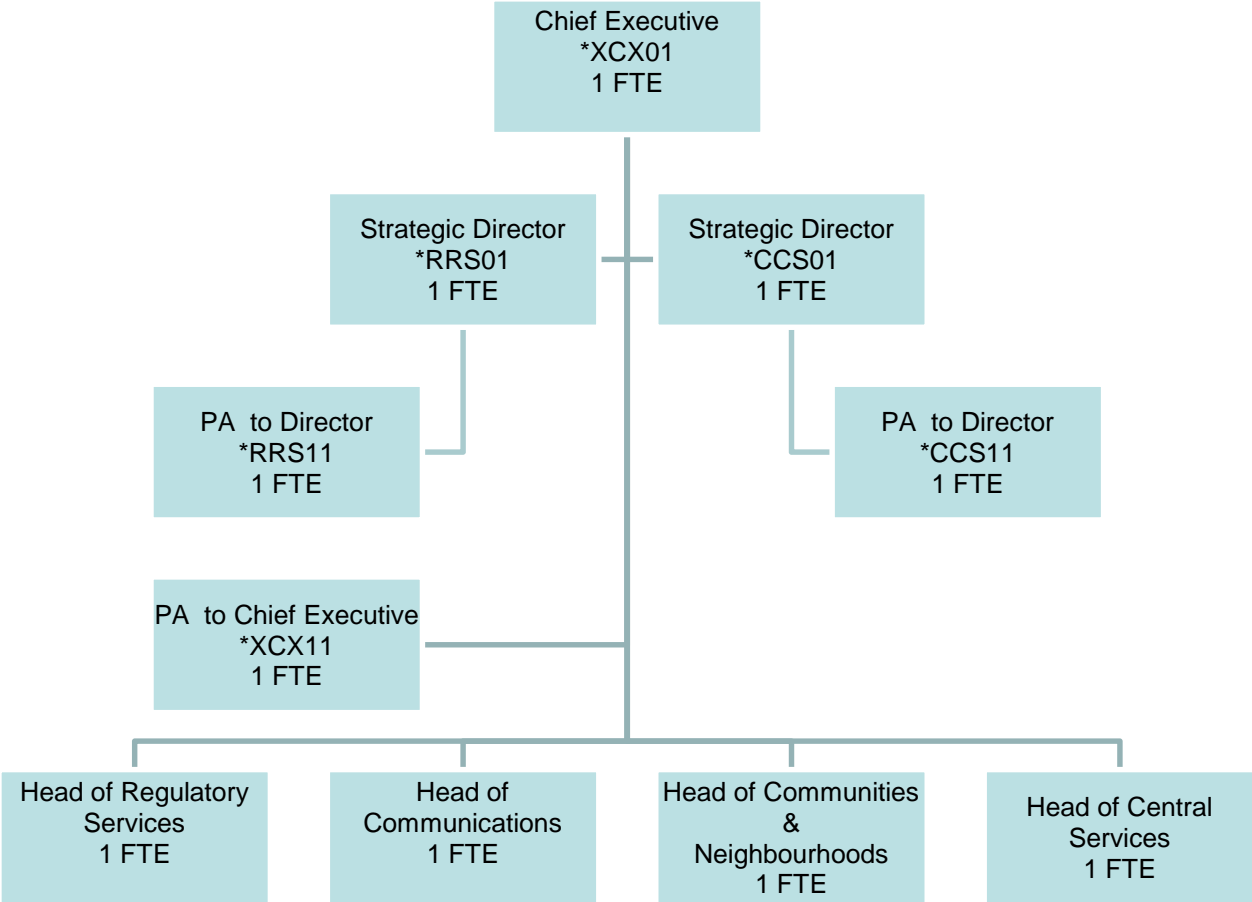 Chief Executive
*XCX01
1 FTE
Strategic Director
*RRS01
1 FTE
Strategic Director
*CCS01
1 FTE
PA  to Director
*RRS11
1 FTE
PA  to Director
*CCS11
1 FTE
PA  to Chief Executive
*XCX11
1 FTE
Head of Regulatory
Services
1 FTE
Head of
Communications
1 FTE
Head of Communities
&
Neighbourhoods
1 FTE
Head of Central
Services
1 FTE